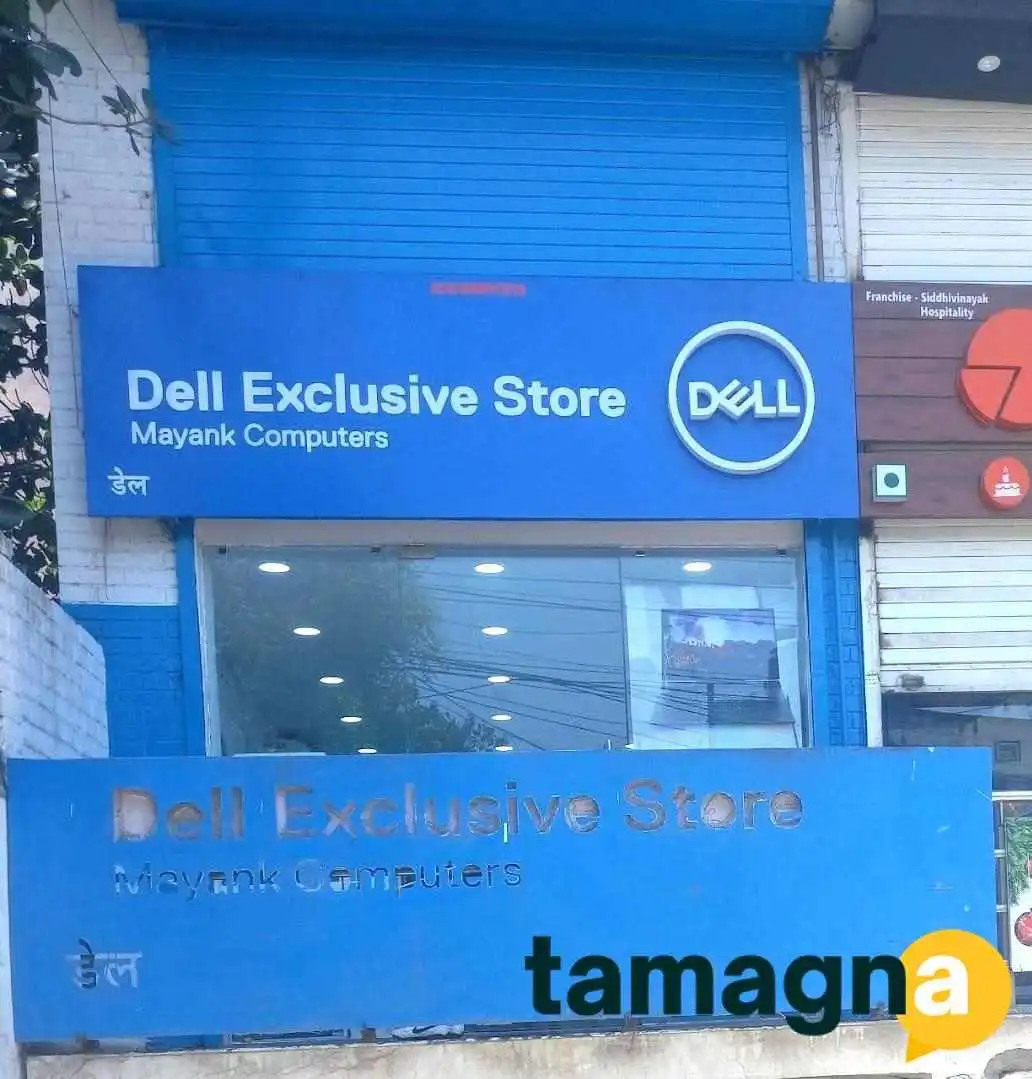 Dell Exclusive Store
Mayank Computers
डेल
DELL
Franchise - Siddhivinayak
Hospitality
Dell Exclusive Store
Mayank Computers
डेल
tamagna